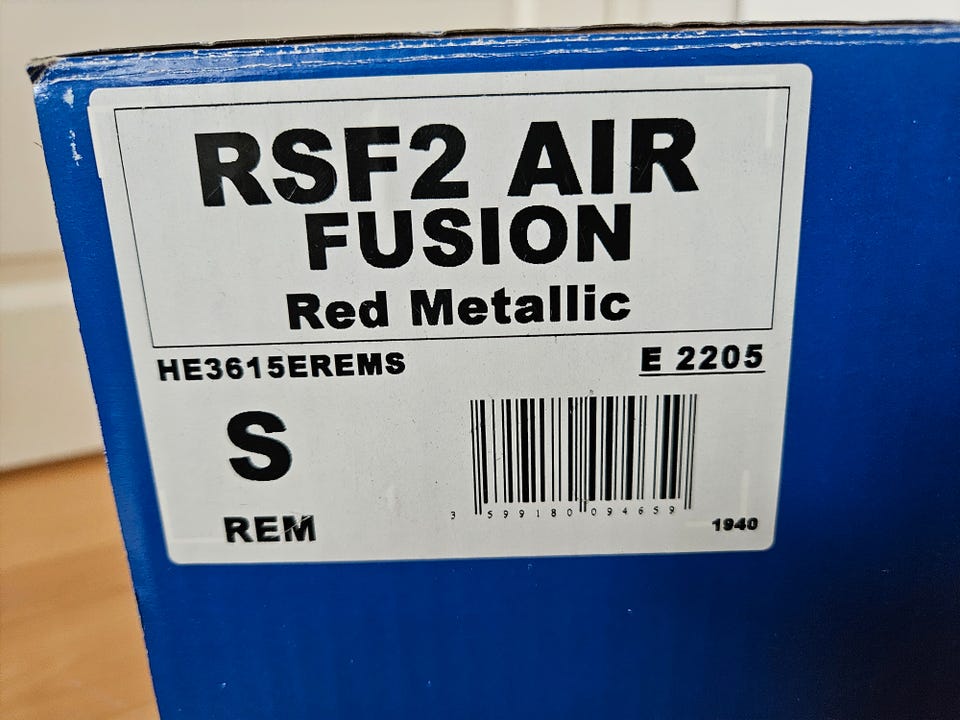 RSF2 AIR
FUSION
Red Metallic
HE3615EREMS
E 2205
S
3 599180 094659
REM
1940